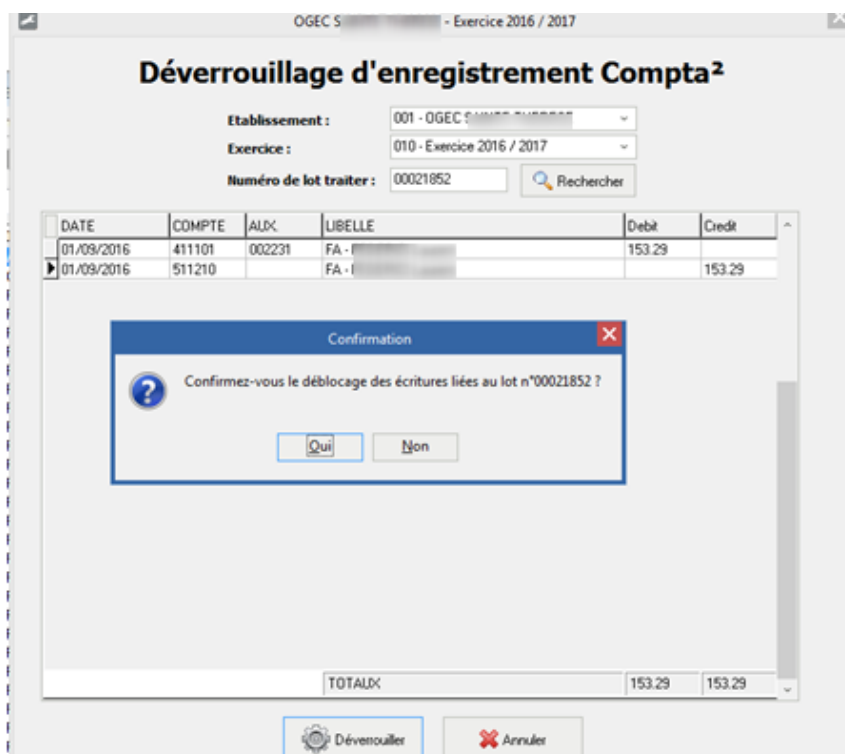 OGEC S - Exercice 2016 / 2017
Déverrouillage d'enregistrement Compta²
Etablissement : 001 - OGEC
Exercice : 010 - Exercice 2016 / 2017
Numéro de lot traiter : 00021852 Rechercher
DATE COMPTE AUX. LIBELLE Debit Credit
01/09/2016 411101 002231 FA - 153.29
01/09/2016 511210 FA - 153.29
Confirmation
Confirmez-vous le déblocage des écritures liées au lot n°00021852 ?
Oui Non
TOTAUX 153.29 153.29
Déverrouiller Annuler